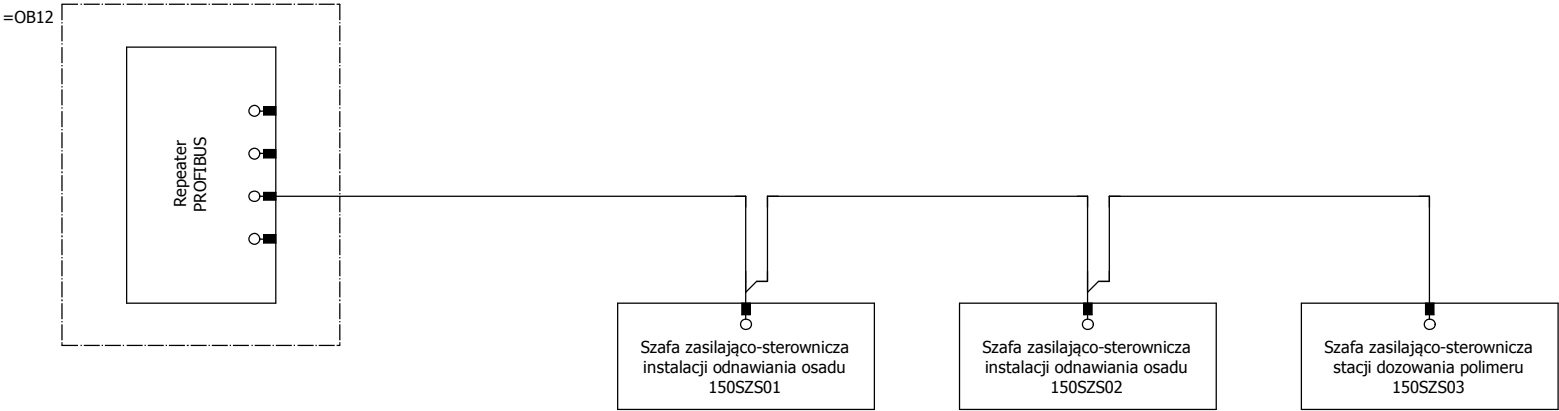 =OB12
Repeater
PROFIBUS
Szafa zasilająco-sterownicza
instalacji odnawiania osadu
150SZS01
Szafa zasilająco-sterownicza
instalacji odnawiania osadu
150SZS02
Szafa zasilająco-sterownicza
stacji dozowania polimeru
150SZS03